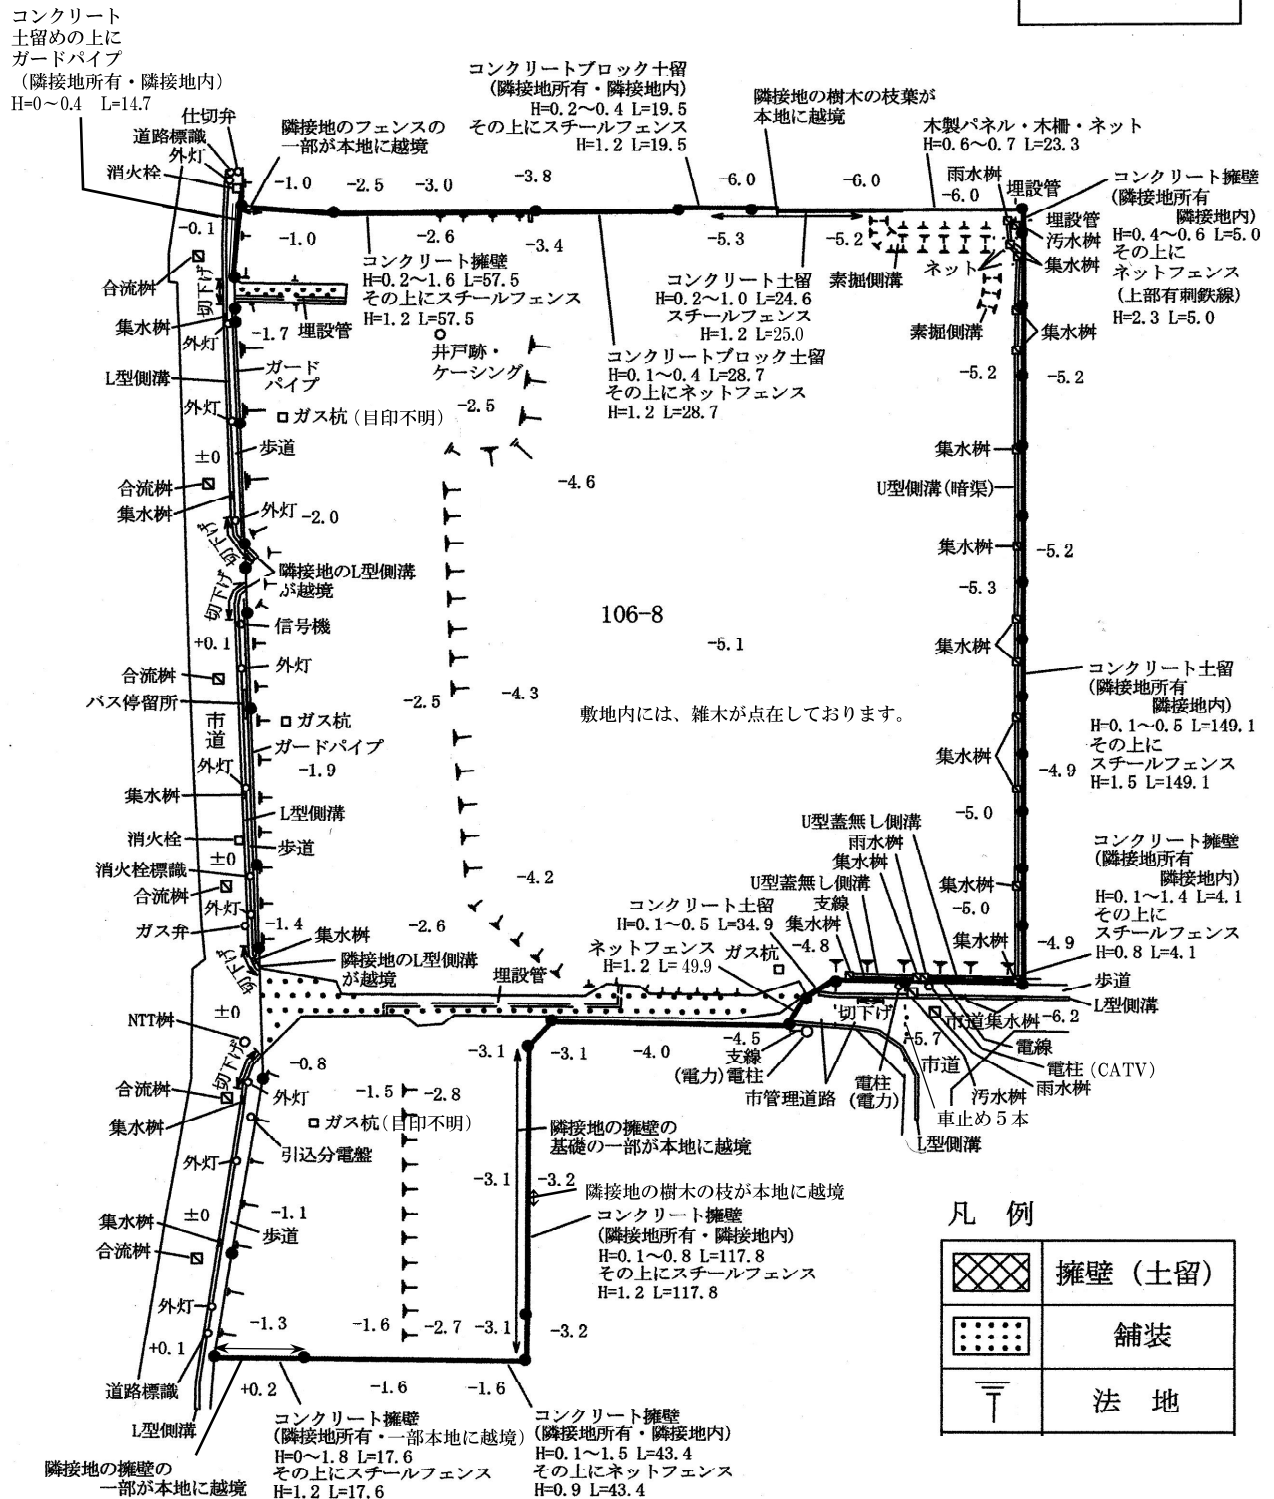 コンクリート
土留めの上に
ガードパイプ
（隣接地所有・隣接地内）
H=0～0.4　L=14.7
コンクリートブロック土留
(隣接地所有・隣接地内)
H=0.2～0.4 L=19.5
その上にスチールフェンス
H=1.2 L=19.5
隣接地の樹木の枝葉が
本地に越境
木製パネル・木柵・ネット
H=0.6～0.7 L=23.3
仕切弁
道路標識
外灯
消火栓
隣接地のフェンスの
一部が本地に越境
-1.0
-2.5
-3.0
-3.8
-6.0
-6.0
雨水桝
-6.0
埋設管
コンクリート擁壁
(隣接地所有
隣接地内)
H=0.4～0.6 L=5.0
その上に
ネットフェンス
(上部有刺鉄線)
H=2.3 L=5.0
埋設管
汚水桝
集水桝
-0.1
-1.0
-2.6
-3.4
-5.3
-5.2
コンクリート擁壁
H=0.2～1.6 L=57.5
その上にスチールフェンス
H=1.2 L=57.5
コンクリート土留
H=0.2～1.0 L=24.6
スチールフェンス
H=1.2 L=25.0
素掘側溝
ネット
合流桝
切下げ
集水桝
外灯
-1.7
埋設管
井戸跡・
ケーシング
コンクリートブロック土留
H=0.1～0.4 L=28.7
その上にネットフェンス
H=1.2 L=28.7
素掘側溝
集水桝
L型側溝
ガード
パイプ
-5.2
-5.2
外灯
ガス杭（目印不明）
-2.5
±0
歩道
集水桝
合流桝
-4.6
U型側溝(暗渠)
集水桝
外灯
-2.0
切下げ
集水桝
-5.2
隣接地のL型側溝
が越境
切下げ
-5.3
106-8
信号機
+0.1
-5.1
集水桝
合流桝
外灯
コンクリート土留
(隣接地所有
隣接地内)
H=0.1～0.5 L=149.1
その上に
スチールフェンス
H=1.5 L=149.1
バス停留所
-2.5
-4.3
市道
ガス杭
敷地内には、雑木が点在しております。
ガードパイプ
集水桝
外灯
-1.9
-4.9
集水桝
L型側溝
-5.0
U型蓋無し側溝
消火栓
歩道
雨水桝
コンクリート擁壁
(隣接地所有
隣接地内)
H=0.1～1.4 L=4.1
その上に
スチールフェンス
H=0.8 L=4.1
±0
集水桝
消火栓標識
-4.2
U型蓋無し側溝
集水桝
合流桝
支線
コンクリート土留
H=0.1～0.5 L=34.9
外灯
-5.0
ガス弁
-1.4
-2.6
集水桝
集水桝
ネットフェンス
H=1.2 L= 49.9
ガス杭
-4.8
集水桝
-4.9
隣接地のL型側溝
が越境
切下げ
埋設管
歩道
L型側溝
±0
切下げ
市道集水桝
-6.2
NTT桝
切下げ
-4.5
-5.7
電線
-0.8
-3.1
-3.1
-4.0
支線
(電力)電柱
市道
電柱(CATV)
合流桝
外灯
-1.5
-2.8
市管理道路
電柱
(電力)
汚水桝
雨水桝
集水桝
ガス杭(目印不明)
車止め５本
隣接地の擁壁の
基礎の一部が本地に越境
L型側溝
引込分電盤
外灯
-3.1
-3.2
隣接地の樹木の枝が本地に越境
±0
-1.1
集水桝
歩道
コンクリート擁壁
(隣接地所有・隣接地内)
H=0.1～0.8 L=117.8
その上にスチールフェンス
H=1.2 L=117.8
合流桝
凡　例
擁壁（土留）
舗装
法　地
外灯
-1.3
-1.6
-2.7
-3.1
-3.2
+0.1
道路標識
+0.2
-1.6
-1.6
L型側溝
コンクリート擁壁
(隣接地所有・一部本地に越境)
H=0～1.8 L=17.6
その上にスチールフェンス
H=1.2 L=17.6
コンクリート擁壁
(隣接地所有・隣接地内)
H=0.1～1.5 L=43.4
その上にネットフェンス
H=0.9 L=43.4
隣接地の擁壁の
一部が本地に越境